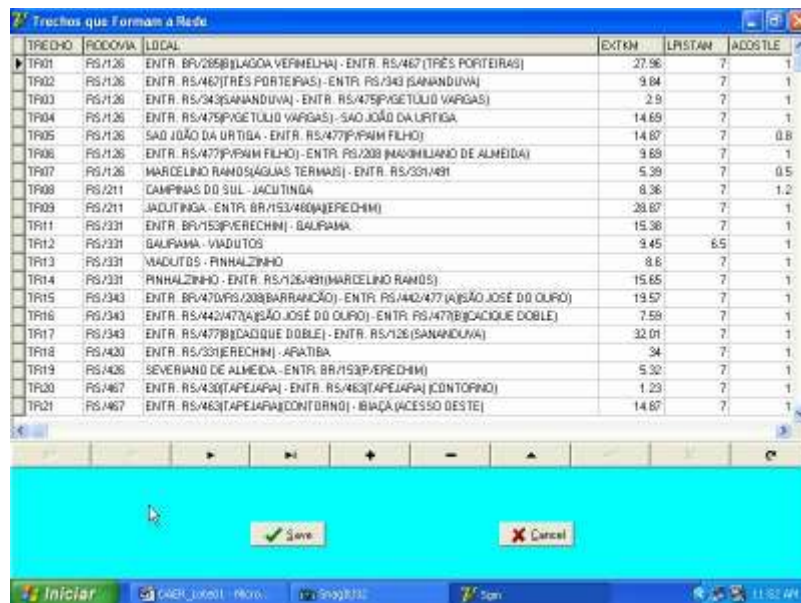 Trechos que Formam a Rede
TRECHO RODOVIA LOCAL EXTKM LPISTAM ACOSTLE
TR01 RS/126 ENTR. BR/285(B)(LAGOA VERMELHA) - ENTR. RS/467 (TRÊS PORTEIRAS) 27.96 7 1
TR02 RS/126 ENTR. RS/467(TRÊS PORTEIRAS) - ENTR. RS/343 (SANANDUVA) 9.84 7 1
TR03 RS/126 ENTR. RS/343(SANANDUVA) - ENTR. RS/475(P/GETÚLIO VARGAS) 2.9 7 1
TR04 RS/126 ENTR. RS/475(P/GETÚLIO VARGAS) - SAO JOÃO DA URTIGA 14.69 7 1
TR05 RS/126 SAO JOÃO DA URTIGA - ENTR. RS/477(P/PAIM FILHO) 14.87 7 0.8
TR06 RS/126 ENTR. RS/477(P/PAIM FILHO) - ENTR. RS/208 (MAXIMILIANO DE ALMEIDA) 9.69 7 1
TR07 RS/126 MARCELINO RAMOS(ÁGUAS TERMAIS) - ENTR. RS/331/491 5.39 7 0.5
TR08 RS/211 CAMPINAS DO SUL - JACUTINGA 8.36 7 1.2
TR09 RS/211 JACUTINGA - ENTR. BR/153/480(A)(ERECHIM) 28.87 7 1
TR11 RS/331 ENTR. BR/153(P/ERECHIM) - GAURAMA 15.38 7 1
TR12 RS/331 GAURAMA - VIADUTOS 9.45 6.5 1
TR13 RS/331 VIADUTOS - PINHALZINHO 8.6 7 1
TR14 RS/331 PINHALZINHO - ENTR. RS/126/491(MARCELINO RAMOS) 15.65 7 1
TR15 RS/343 ENTR. BR/470/RS/208(BARRANCÃO) - ENTR. RS/442/477 (A)(SÃO JOSÉ DO OURO) 19.57 7 1
TR16 RS/343 ENTR. RS/442/477(A)(SÃO JOSÉ DO OURO) - ENTR. RS/477(B)(CACIQUE DOBLE) 7.59 7 1
TR17 RS/343 ENTR. RS/477(B)(CACIQUE DOBLE) - ENTR. RS/126 (SANANDUVA) 32.01 7 1
TR18 RS/420 ENTR. RS/331(ERECHIM) - ARATIBA 34 7 1
TR19 RS/426 SEVERIANO DE ALMEIDA - ENTR. BR/153(P/ERECHIM) 5.32 7 1
TR20 RS/467 ENTR. RS/430(TAPEJARA) - ENTR. RS/463(TAPEJARA) (CONTORNO) 1.23 7 1
TR21 RS/467 ENTR. RS/463(TAPEJARA)(CONTORNO) - IBIAÇÁ (ACESSO OESTE) 14.87 7 1
Save Cancel
Iniciar DAER_Lote01 - Micro... SnagIt/32 Sgm 11:52 AM